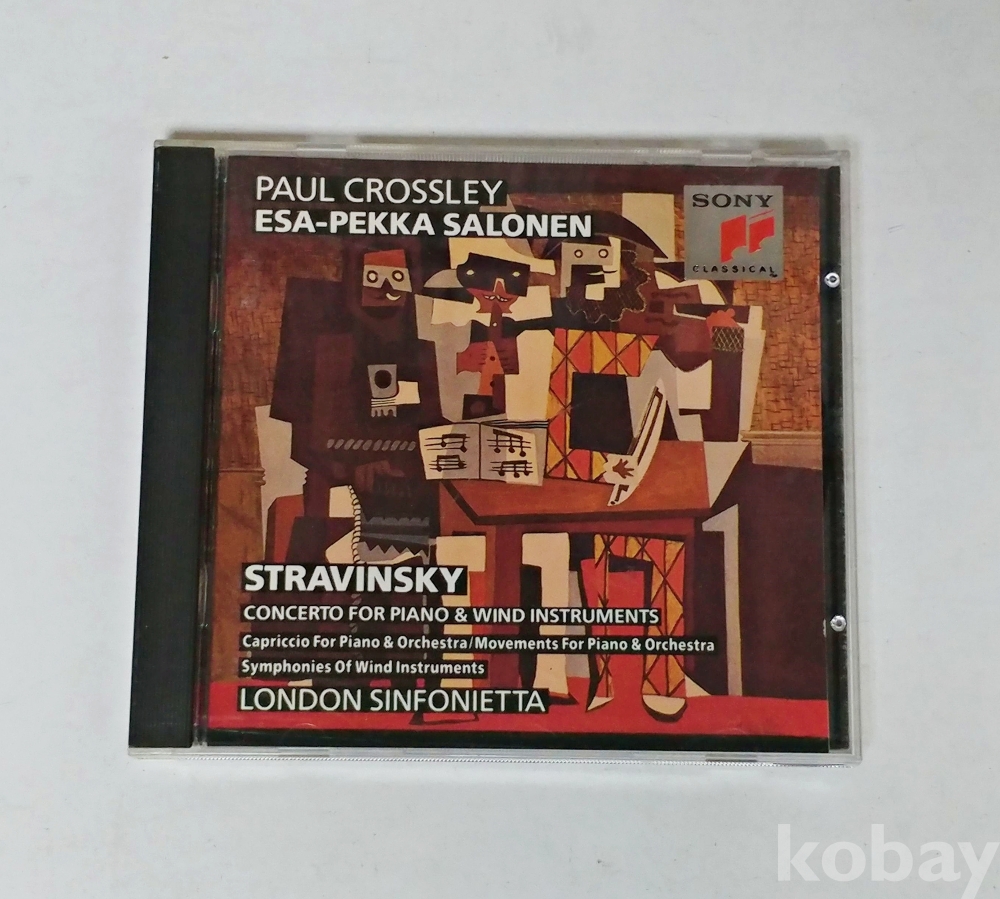 PAUL CROSSLEY
ESA-PEKKA SALONEN
SONY
CLASSICAL
STRAVINSKY
CONCERTO FOR PIANO & WIND INSTRUMENTS
Capriccio For Piano & Orchestra/Movements For Piano & Orchestra
Symphonies Of Wind Instruments
LONDON SINFONIETTA
kobay